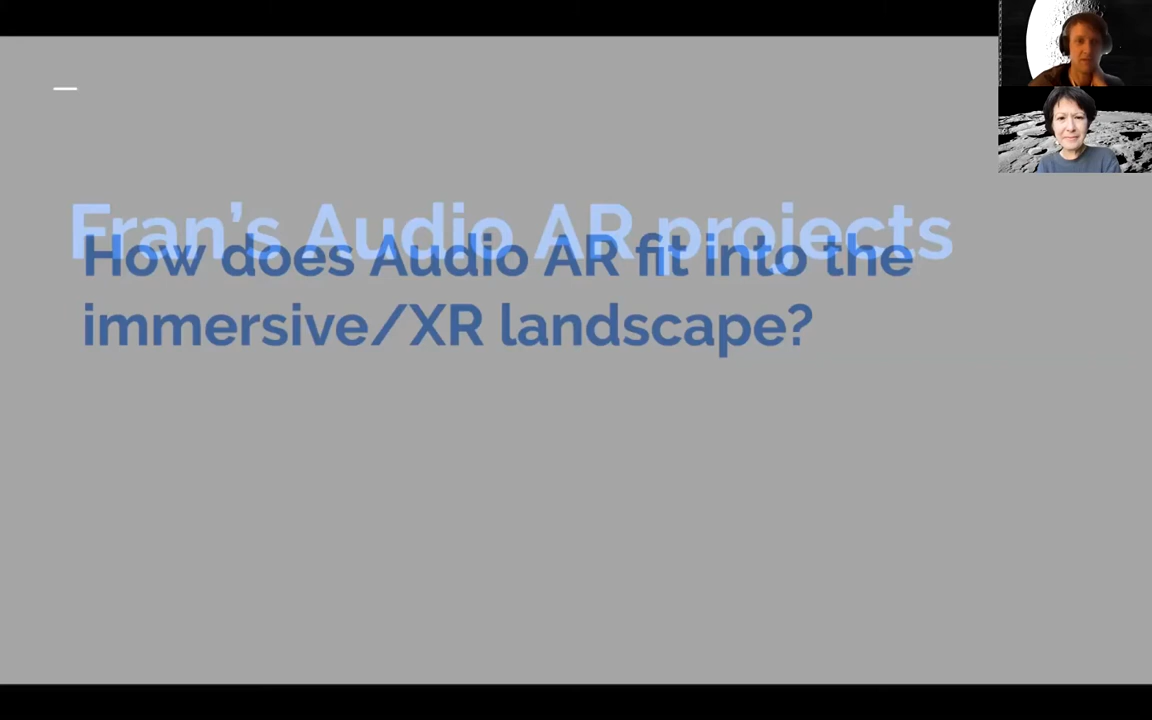 Fran’s Audio AR projects
How does Audio AR fit into the
immersive/XR landscape?